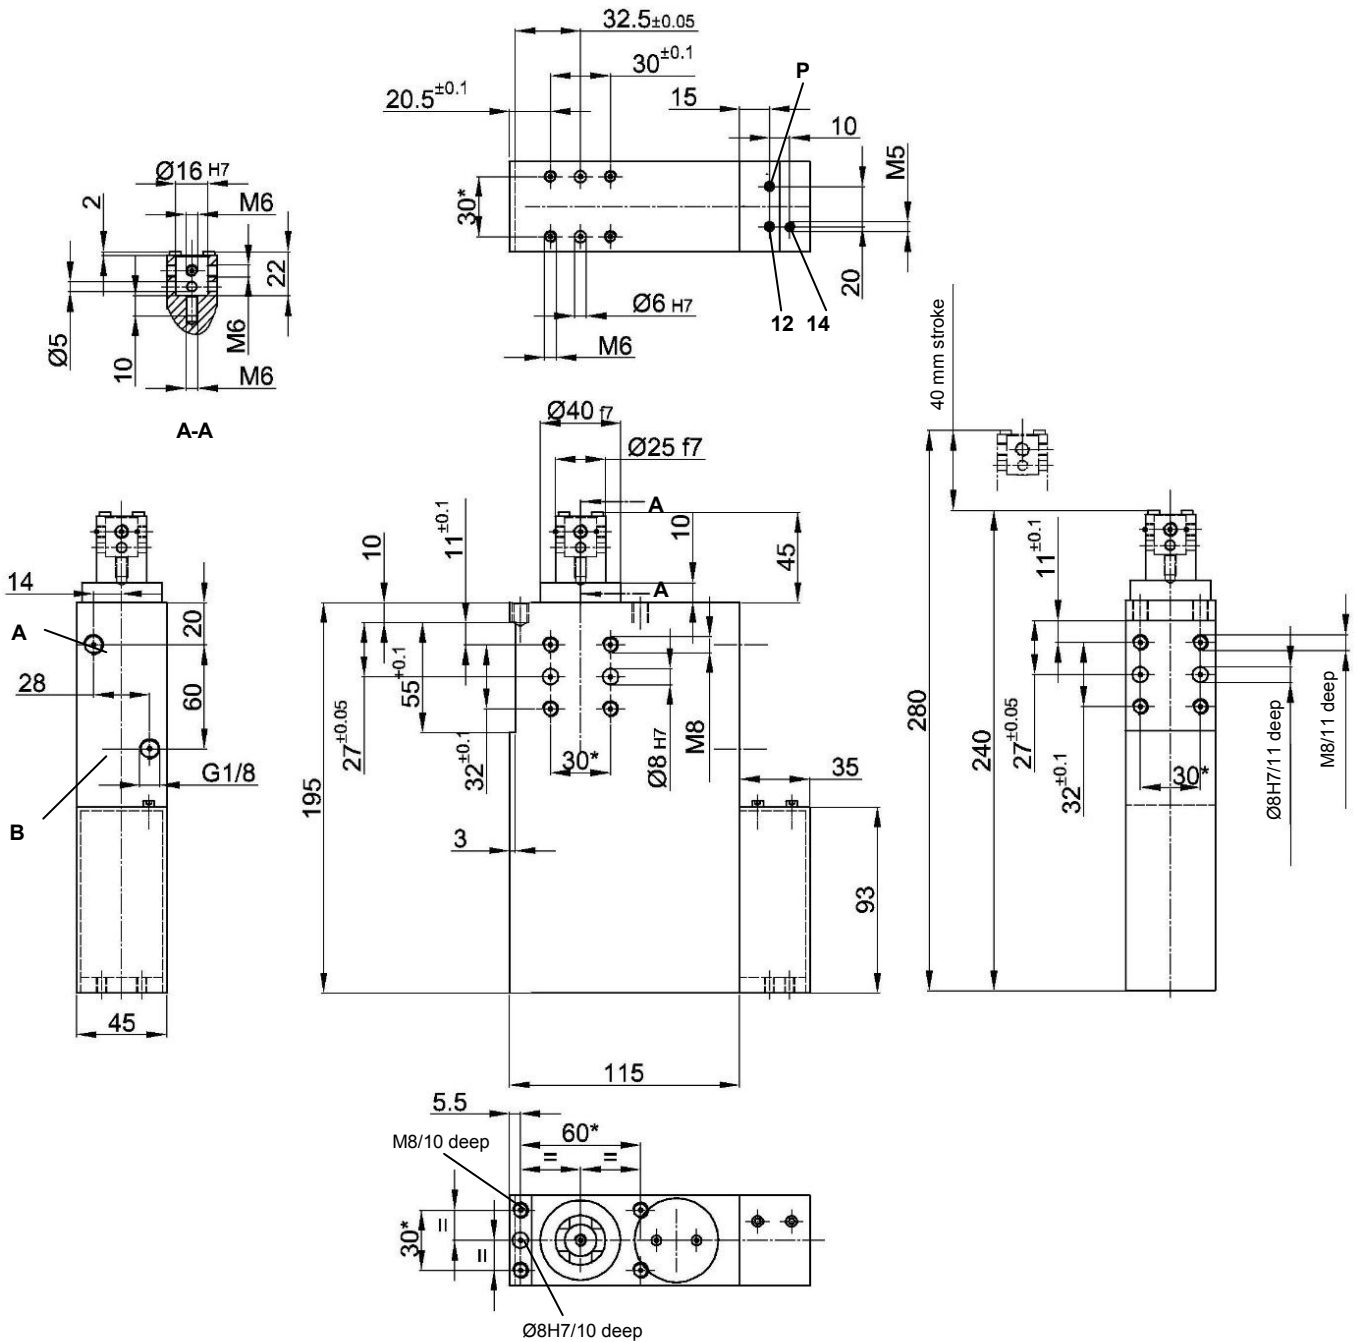 32.5±0.05
30±0.1
P
20.5±0.1
15
10
M5
Ø16 H7
2
M6
30*
22
20
Ø5
10
M6
M6
Ø6 H7
12 14
M6
A-A
40 mm stroke
Ø40 f7
Ø25 f7
A
10
11±0.1
10
45
A
14
20
A
28
60
G1/8
B
45
195
27±0.05
55±0.1
32±0.1
30*
Ø8 H7
M8
35
3
93
115
280
240
11±0.1
27±0.05
32±0.1
30*
Ø8H7/11 deep
M8/11 deep
5.5
M8/10 deep
60*
= =
30*
=
=
Ø8H7/10 deep